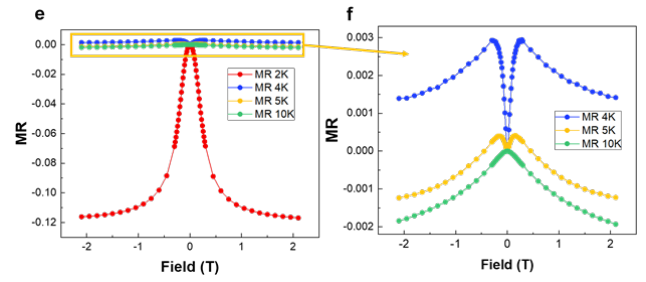 e
0.00
-0.02
-0.04
-0.06
-0.08
-0.10
-0.12
MR
MR 2K
MR 4K
MR 5K
MR 10K
-2
-1
0
1
2
Field (T)
f
0.003
0.002
0.001
0.000
-0.001
-0.002
MR
MR 4K
MR 5K
MR 10K
-2
-1
0
1
2
Field (T)